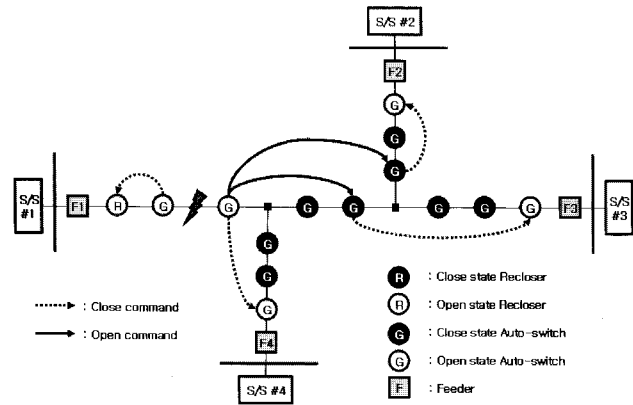 S/S #2
F2
G
G
G
S/S #1
F1
R
G
G
G
G
G
G
G
F3
S/S #3
G
G
G
F4
S/S #4
R : Close state Recloser
R : Open state Recloser
G : Close state Auto-switch
G : Open state Auto-switch
F : Feeder
: Close command
: Open command